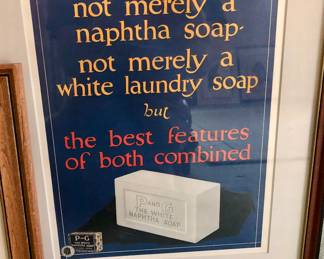 not merely a
naphtha soap-
not merely a
white laundry soap
but
the best features
of both combined
P AND G
THE WHITE
NAPHTHA SOAP
P-G